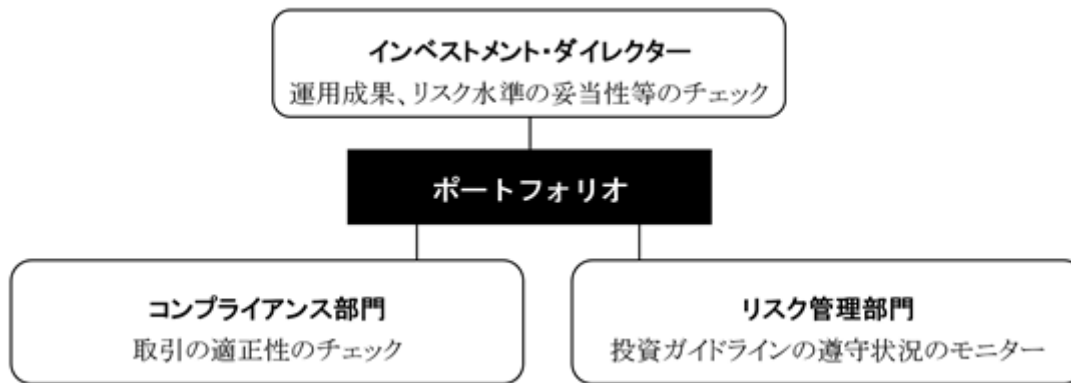 インベストメント・ダイレクター
運用成果、リスク水準の妥当性等のチェック
ポートフォリオ
コンプライアンス部門
取引の適正性のチェック
リスク管理部門
投資ガイドラインの遵守状況のモニター